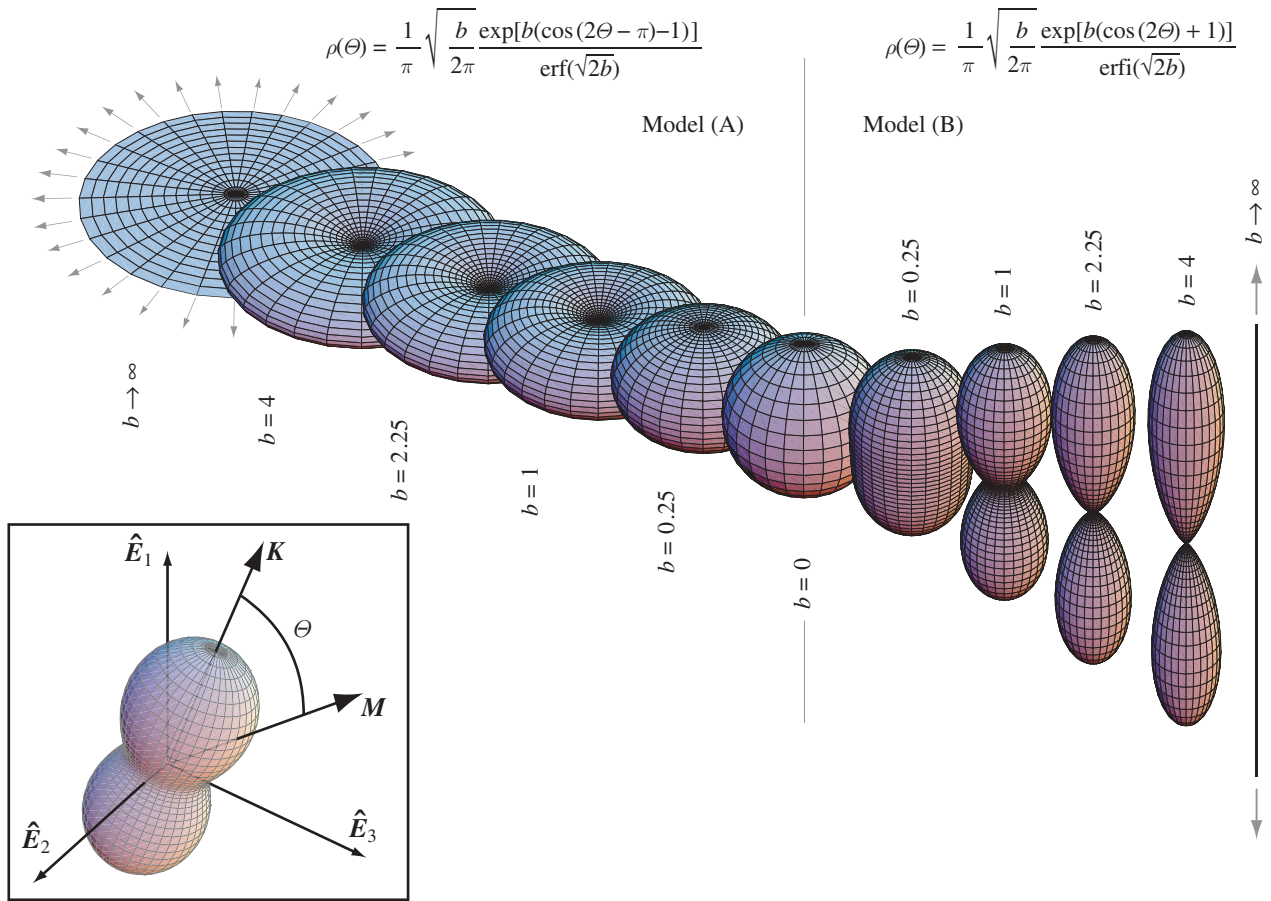 ρ(Θ) = 1/π √(b/2π) exp[b(cos (2Θ − π)−1)]/erf(√2b)
ρ(Θ) = 1/π √(b/2π) exp[b(cos (2Θ) + 1)]/erfi(√2b)
Model (A)
Model (B)
b → ∞
b = 4
b = 2.25
b = 1
b = 0.25
b = 0
b = 0.25
b = 1
b = 2.25
b = 4
b → ∞
Ê1
K
Θ
M
Ê2
Ê3